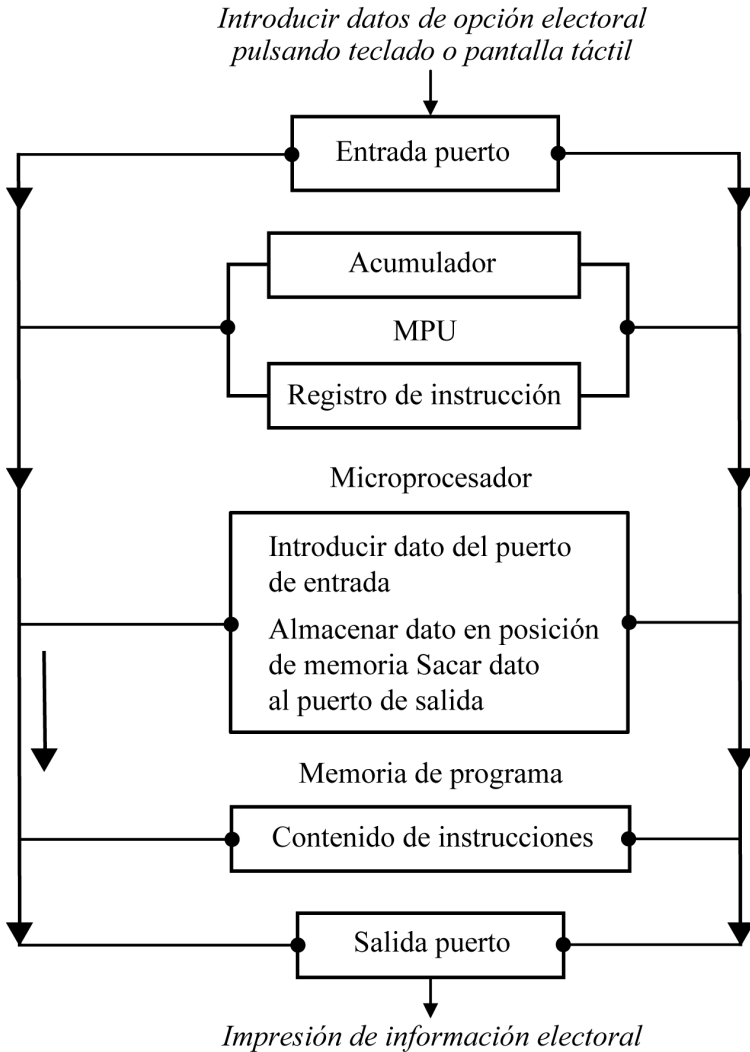 Introducir datos de opción electoral
pulsando teclado o pantalla táctil
Entrada puerto
Acumulador
MPU
Registro de instrucción
Microprocesador
Introducir dato del puerto
de entrada
Almacenar dato en posición
de memoria Sacar dato
al puerto de salida
Memoria de programa
Contenido de instrucciones
Salida puerto
Impresión de información electoral